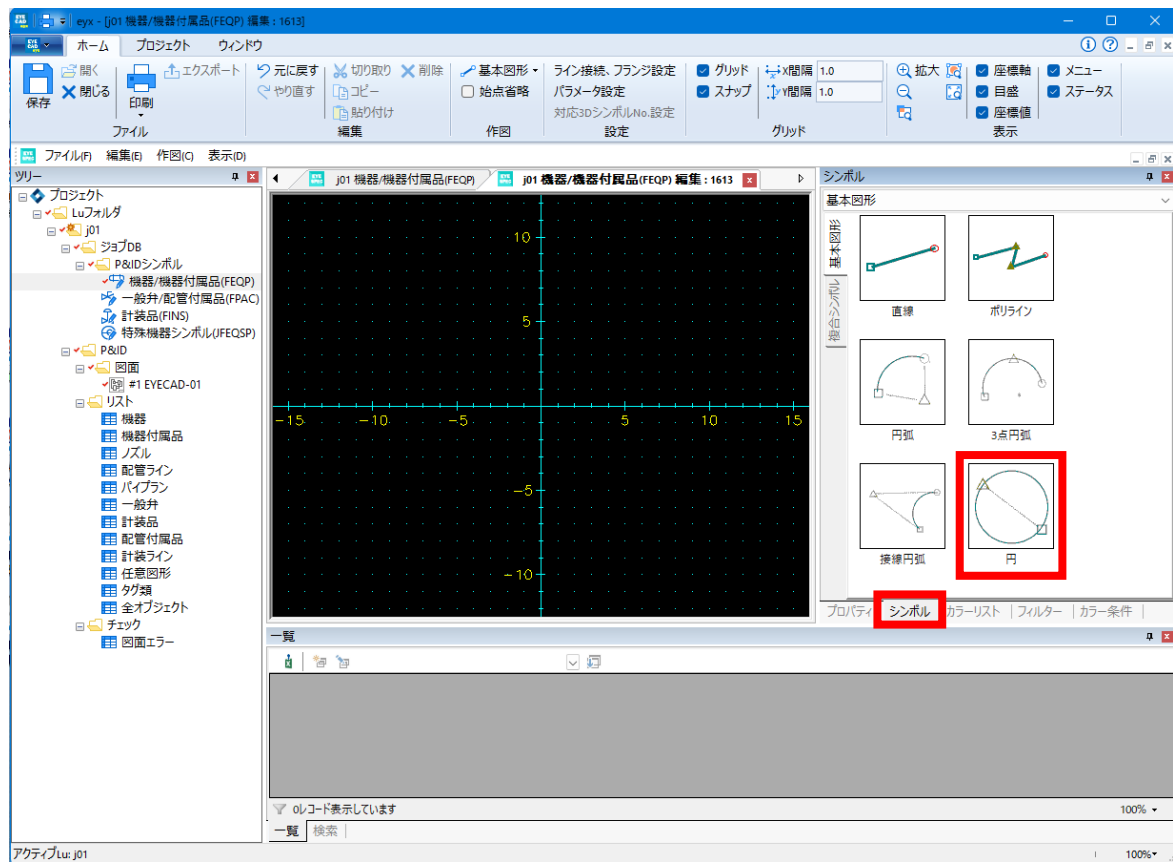 eyx - [j01 機器/機器付属品(FEQP) 編集 : 1613]
ホーム プロジェクト ウィンドウ
保存
開く
閉じる
印刷
エクスポート
ファイル
元に戻す
やり直す
切り取り
コピー
貼り付け
削除
編集
基本図形
始点省略
作図
ライン接続、フランジ設定
パラメータ設定
対応3DシンボルNo.設定
設定
グリッド
スナップ
X間隔 1.0
Y間隔 1.0
グリッド
拡大
座標軸
目盛
座標値
メニュー
ステータス
表示
ファイル(F) 編集(E) 作図(C) 表示(D)
ツリー
プロジェクト
Luフォルダ
j01
ジョブDB
P&IDシンボル
機器/機器付属品(FEQP)
一般弁/配管付属品(FPAC)
計装品(FINS)
特殊機器シンボル(JFEQSP)
P&ID
図面
#1 EYECAD-01
リスト
機器
機器付属品
ノズル
配管ライン
パイプラン
一般弁
計装品
配管付属品
計装ライン
任意図形
タグ類
全オブジェクト
チェック
図面エラー
j01 機器/機器付属品(FEQP)
j01 機器/機器付属品(FEQP) 編集 : 1613
10
5
-15 -10 -5 5 10 15
-5
-10
シンボル
基本図形
基本図形
複合シンボル
直線 ポリライン
円弧 3点円弧
接線円弧 円
プロパティ シンボル カラーリスト フィルター カラー条件
一覧
0レコード表示しています 100%
一覧 検索
アクティブLu: j01 100%